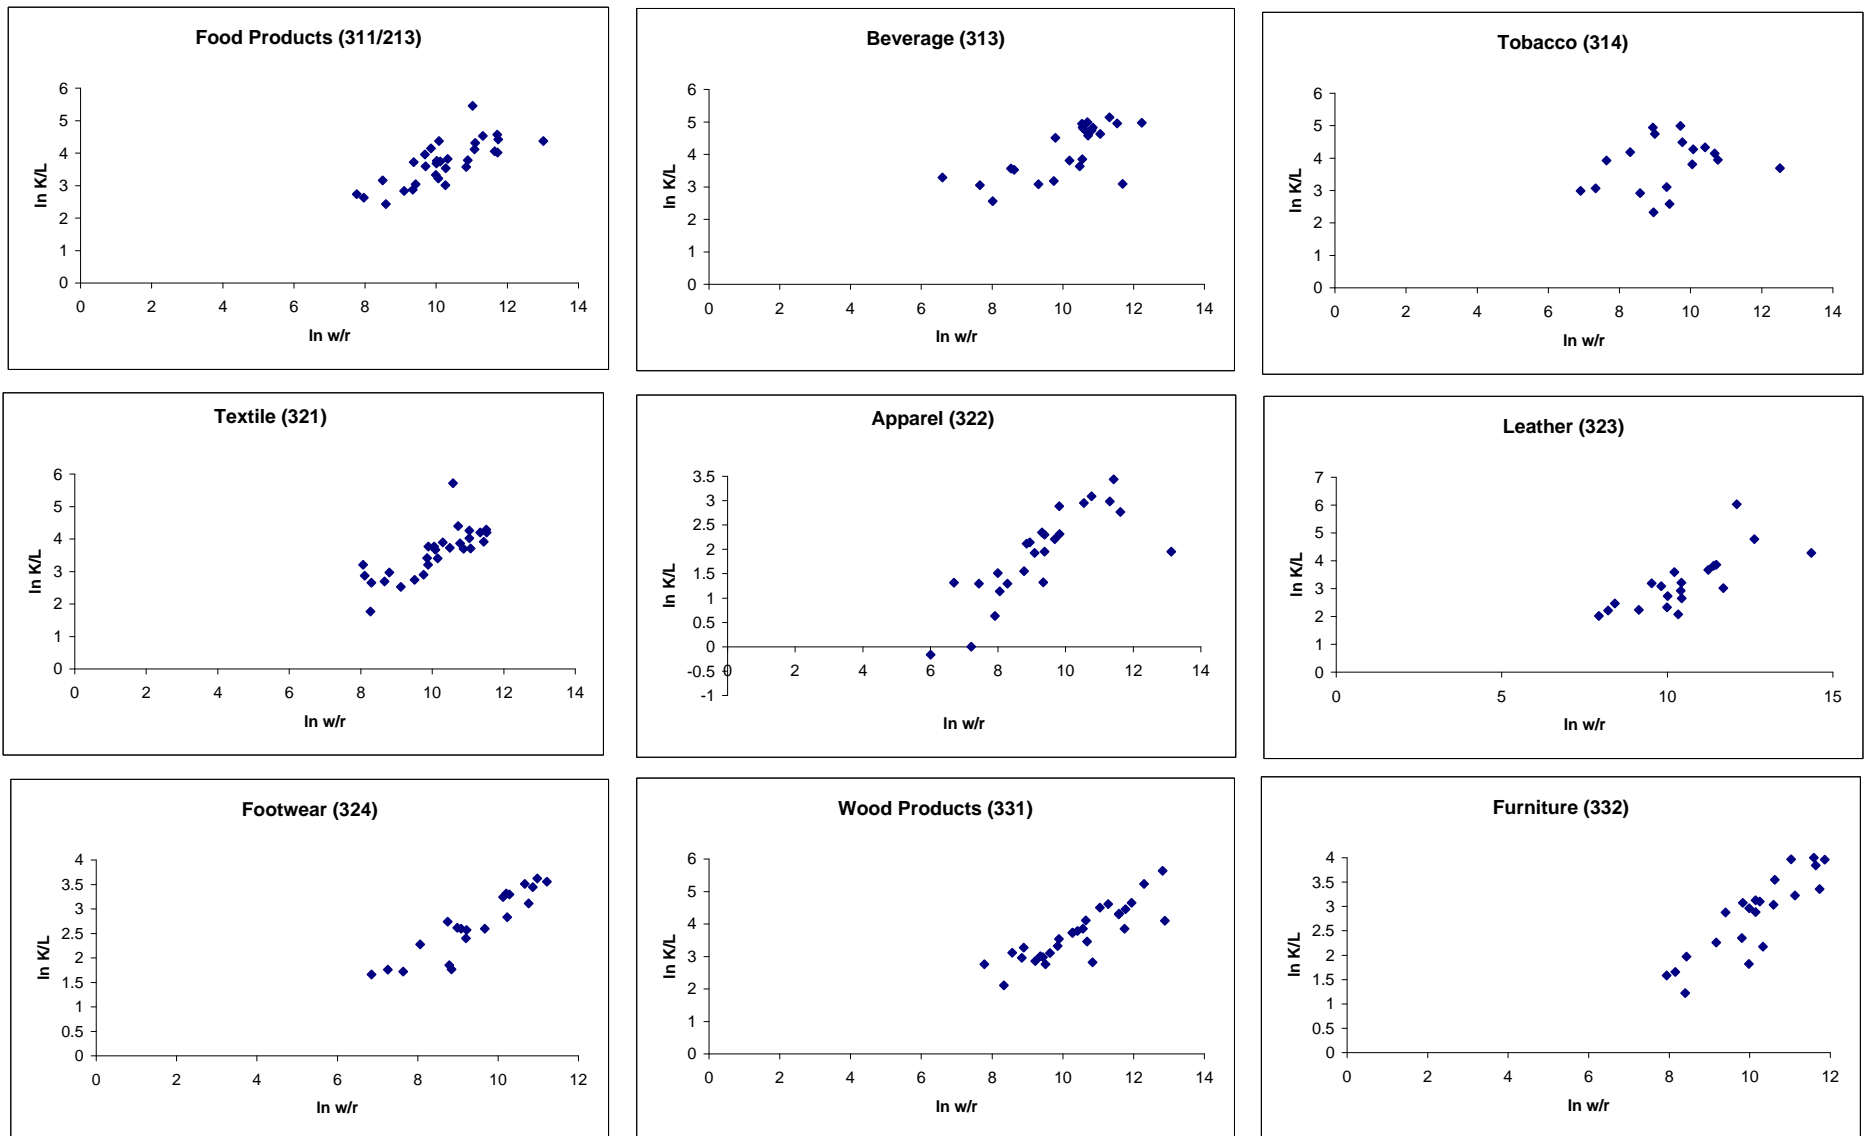 Food Products (311/213)
6
5
4
3
2
1
0
0 2 4 6 8 10 12 14
ln K/L
ln w/r
Beverage (313)
6
5
4
3
2
1
0
0 2 4 6 8 10 12 14
ln K/L
ln w/r
Tobacco (314)
6
5
4
3
2
1
0
0 2 4 6 8 10 12 14
ln K/L
ln w/r
Textile (321)
6
5
4
3
2
1
0
0 2 4 6 8 10 12 14
ln K/L
ln w/r
Apparel (322)
3.5
3
2.5
2
1.5
1
0.5
0
-0.5
-1
0 2 4 6 8 10 12 14
ln K/L
ln w/r
Leather (323)
7
6
5
4
3
2
1
0
0 5 10 15
ln K/L
ln w/r
Footwear (324)
4
3.5
3
2.5
2
1.5
1
0.5
0
0 2 4 6 8 10 12
ln K/L
ln w/r
Wood Products (331)
6
5
4
3
2
1
0
0 2 4 6 8 10 12 14
ln K/L
ln w/r
Furniture (332)
4
3.5
3
2.5
2
1.5
1
0.5
0
0 2 4 6 8 10 12
ln K/L
ln w/r